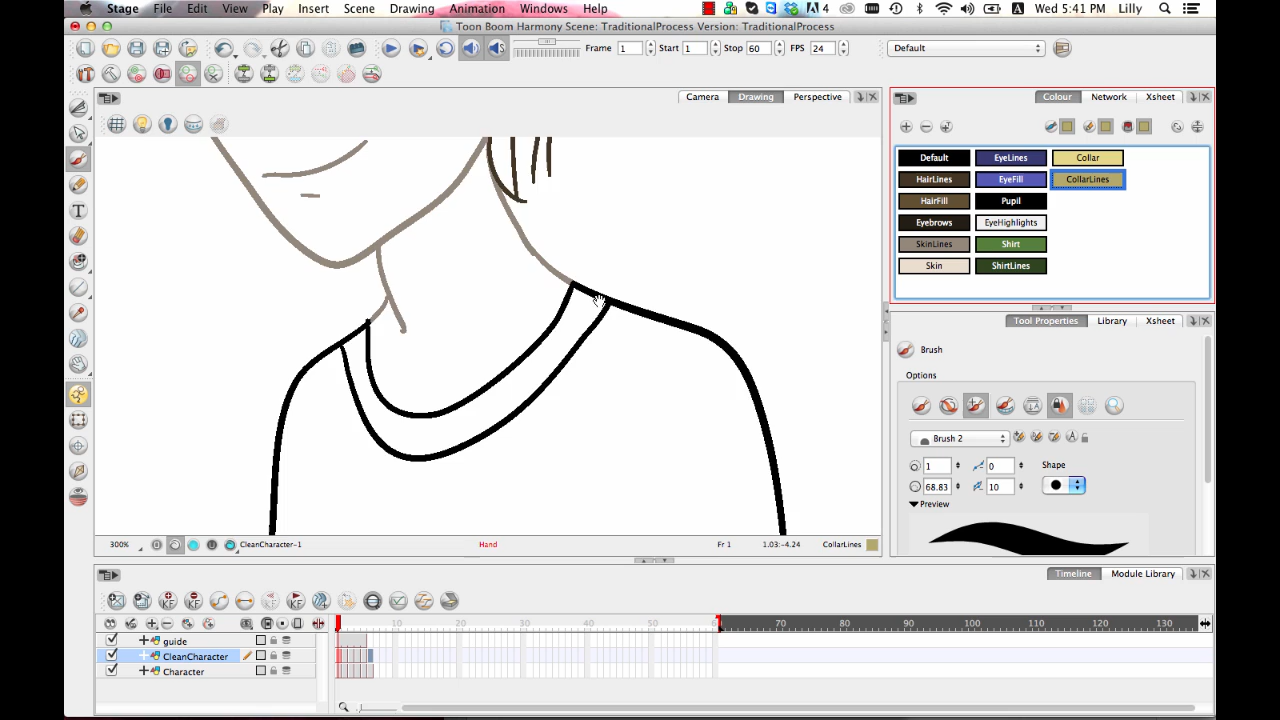 Stage File Edit View Play Insert Scene Drawing Animation Windows Help 4 A Wed 5:41 PM Lilly
Toon Boom Harmony Scene: TraditionalProcess Version: TraditionalProcess
Frame 1 Start 1 Stop 60 FPS 24 Default
Camera Drawing Perspective
Colour Network Xsheet
Default EyeLines Collar
HairLines EyeFill CollarLines
HairFill Pupil
Eyebrows EyeHighlights
SkinLines Shirt
Skin ShirtLines
Tool Properties Library Xsheet
Brush
Options
Brush 2
1 0 Shape
68.83 10
Preview
300% CleanCharacter-1 Hand Fr 1 1.03:-4.24 CollarLines
Timeline Module Library
10 20 30 40 50 70 80 90 100 110 120 130
guide
CleanCharacter
Character